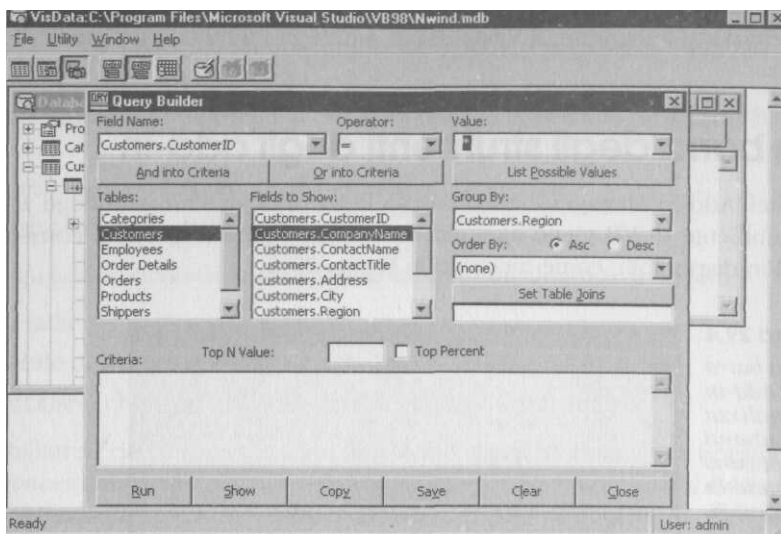 VisData:C:\Program Files\Microsoft Visual Studio\VB98\Nwind.mdb
File Utility Window Help
Query Builder
Field Name: Operator: Value:
Customers.CustomerID =
And into Criteria Or into Criteria List Possible Values
Tables: Fields to Show: Group By:
Categories Customers.CustomerID Customers.Region
Customers Customers.CompanyName
Employees Customers.ContactName Order By: Asc Desc
Order Details Customers.ContactTitle (none)
Orders Customers.Address
Products Customers.City Set Table Joins
Shippers Customers.Region
Pro
Cat
Cus
Criteria: Top N Value: Top Percent
Run Show Copy Save Clear Close
Ready User: admin